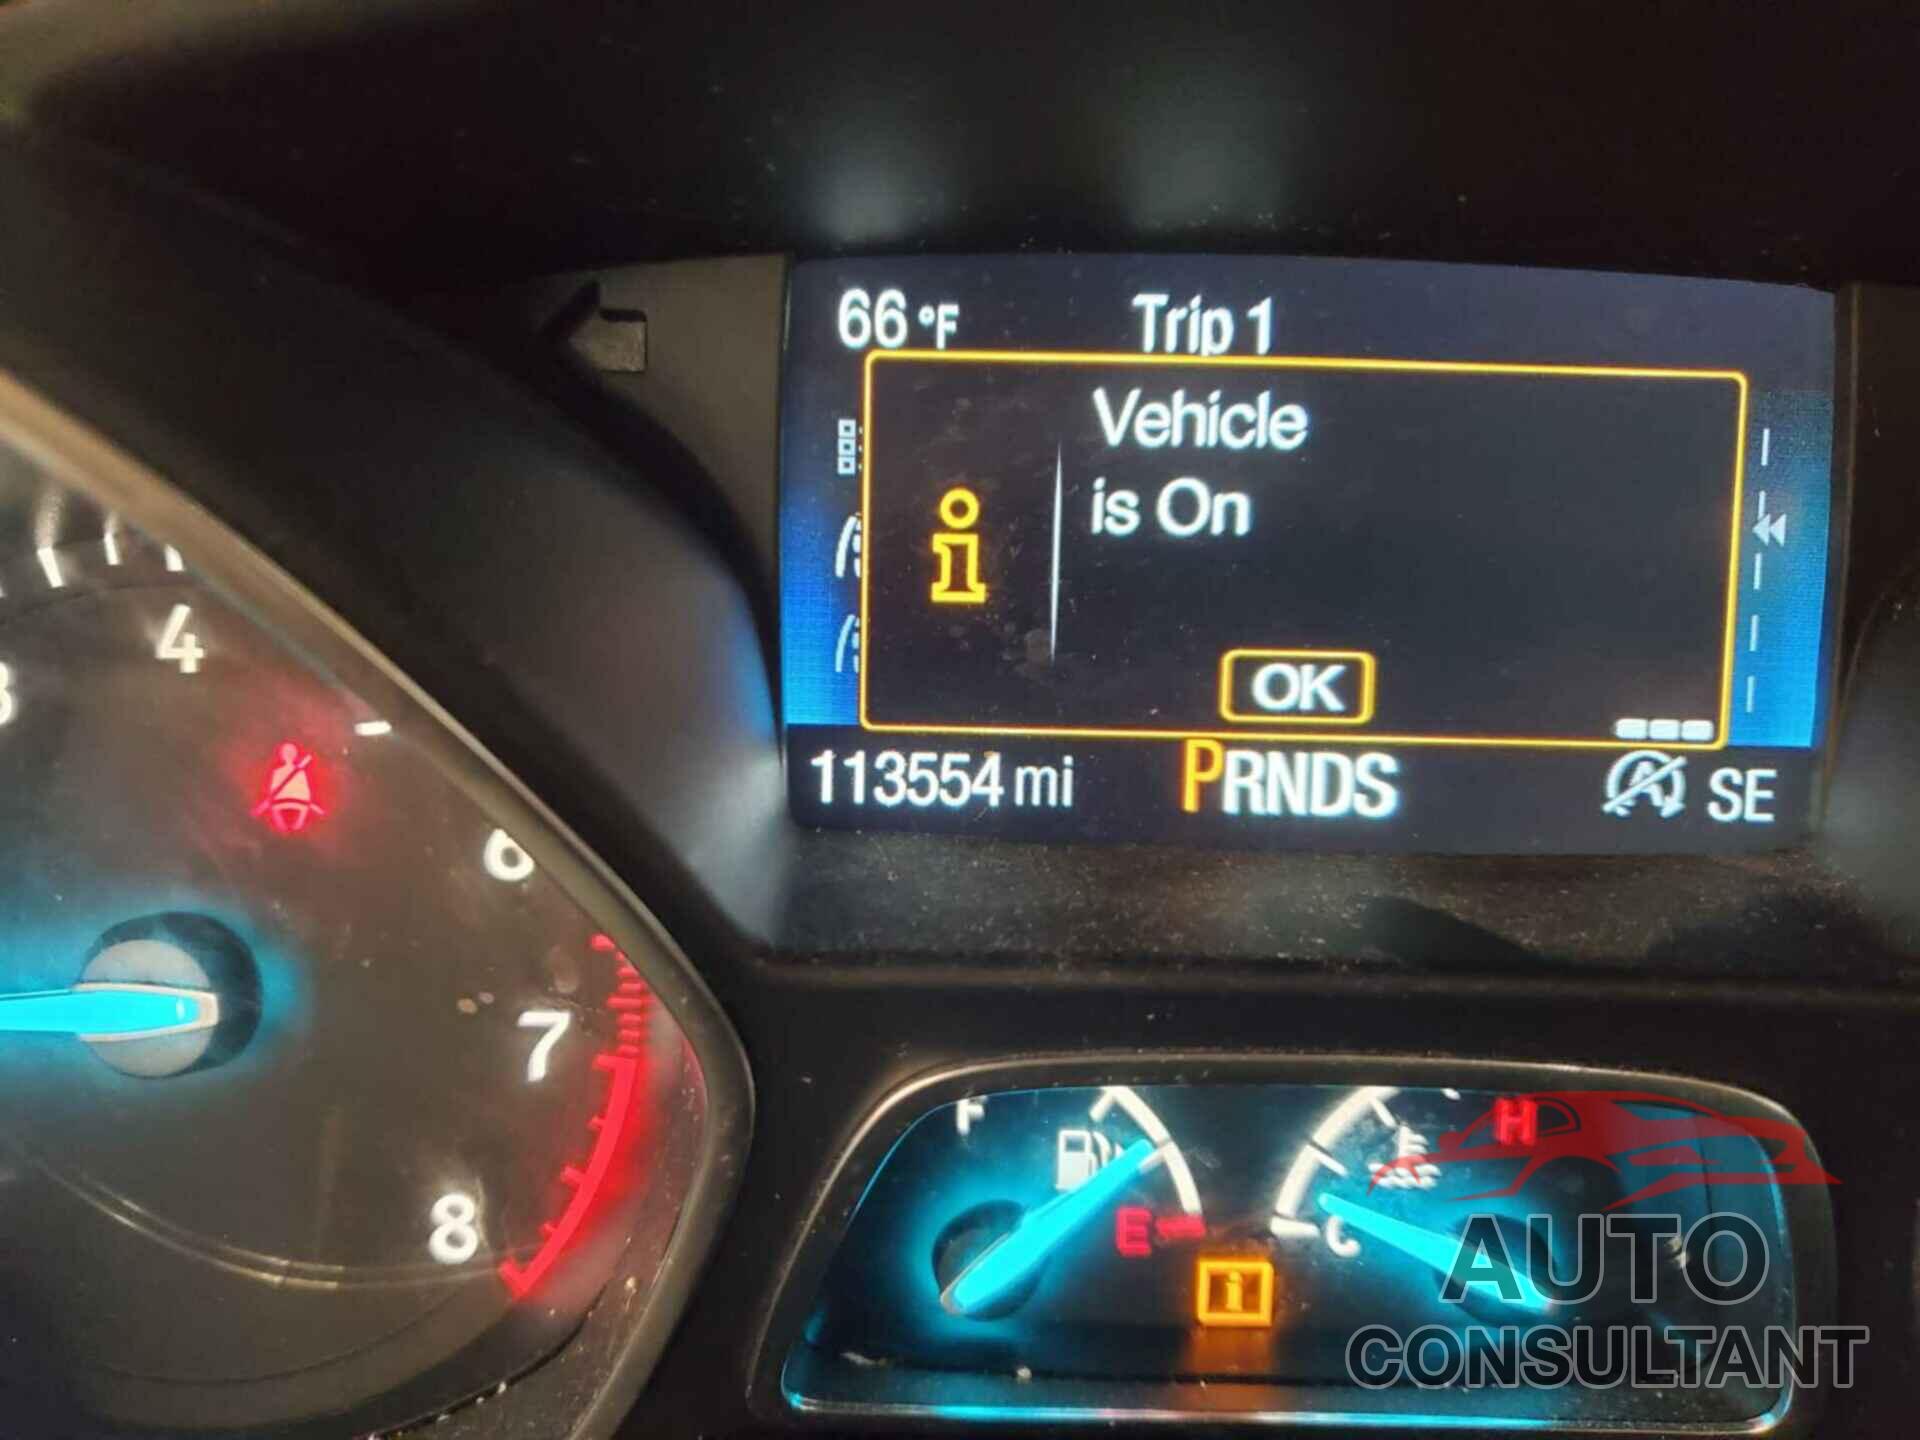 66 °F Trip 1
Vehicle
is On
OK
113554 mi PRNDS SE
4
6
7
8
F
E
H
C
AUTO
CONSULTANT